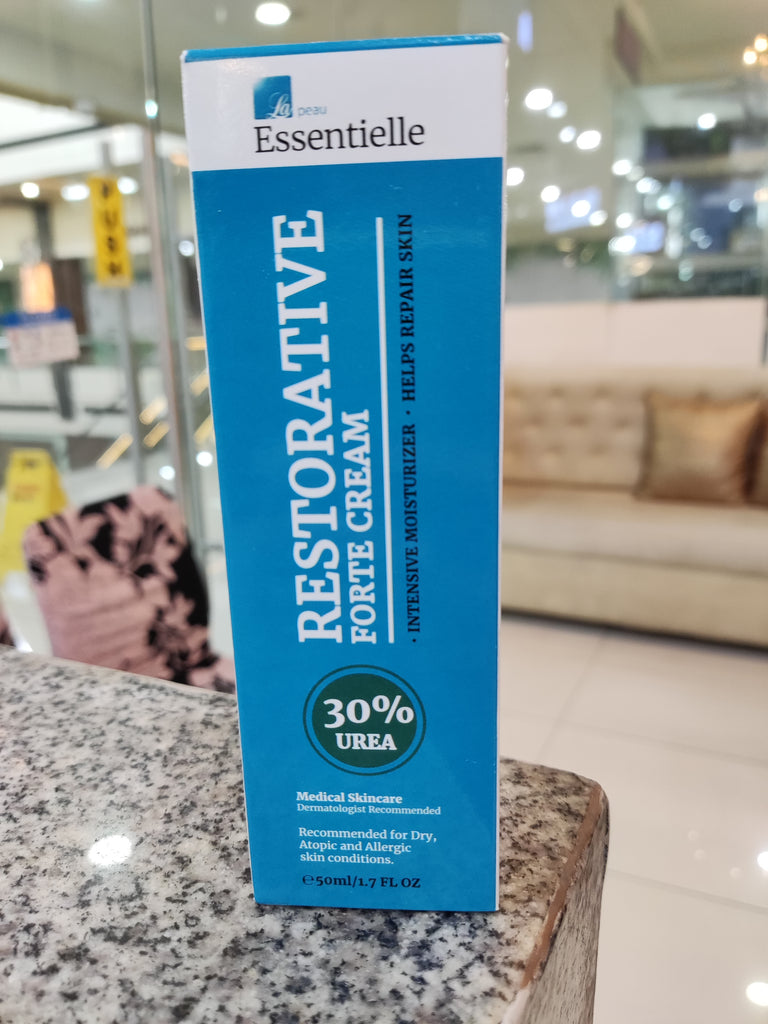 La peau
Essentielle
RESTORATIVE
FORTE CREAM
· INTENSIVE MOISTURIZER · HELPS REPAIR SKIN
30%
UREA
Medical Skincare
Dermatologist Recommended
Recommended for Dry,
Atopic and Allergic
skin conditions.
℮50ml/1.7 FL OZ
PUSH